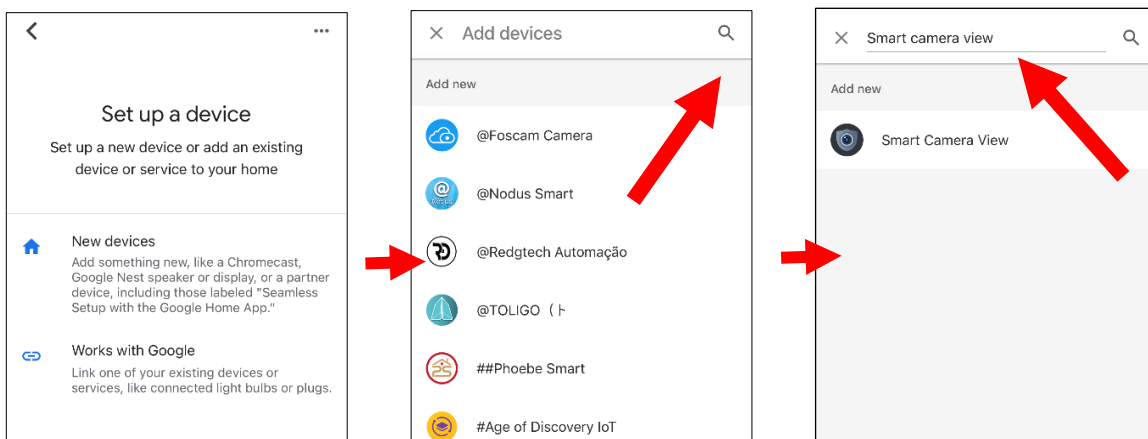 Set up a device
Set up a new device or add an existing
device or service to your home
New devices
Add something new, like a Chromecast,
Google Nest speaker or display, or a partner
device, including those labeled "Seamless
Setup with the Google Home App."
Works with Google
Link one of your existing devices or
services, like connected light bulbs or plugs.
Add devices
Add new
@Foscam Camera
@Nodus Smart
@Redgtech Automação
@TOLIGO（ト
##Phoebe Smart
#Age of Discovery IoT
Smart camera view
Add new
Smart Camera View